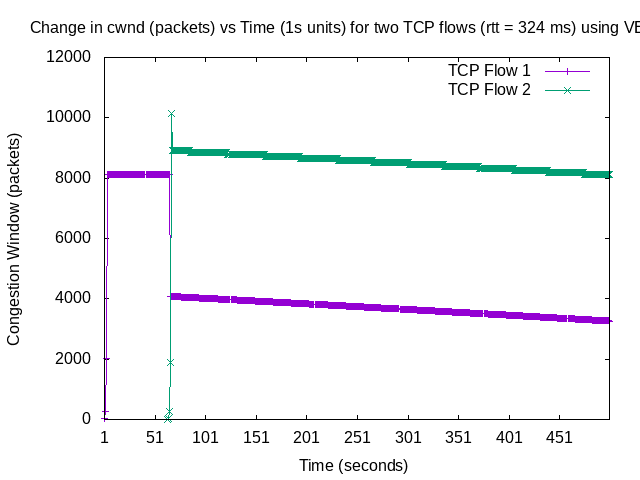 Change in cwnd (packets) vs Time (1s units) for two TCP flows (rtt = 324 ms) using
12000
TCP Flow 1
TCP Flow 2
10000
8000
6000
4000
2000
0
Congestion Window (packets)
1 51 101 151 201 251 301 351 401 451
Time (seconds)